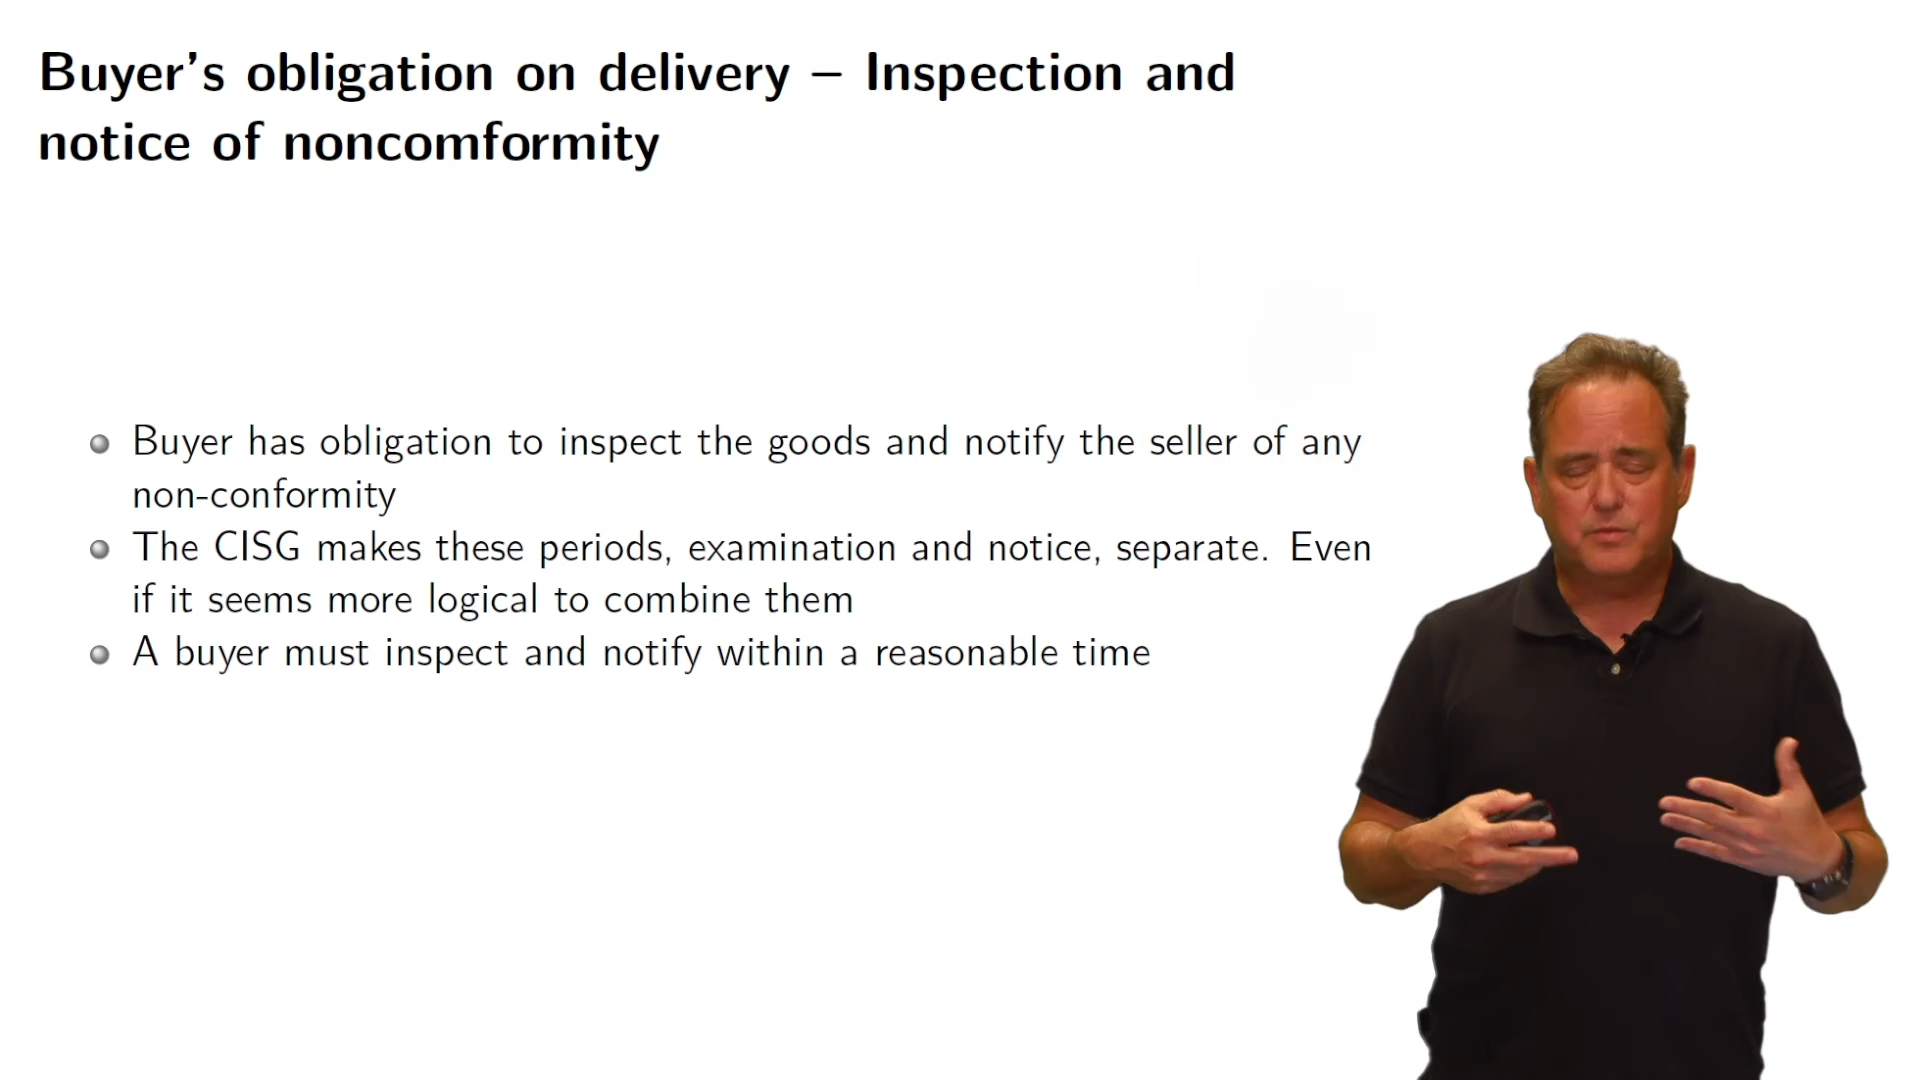 Buyer’s obligation on delivery – Inspection and
notice of noncomformity
Buyer has obligation to inspect the goods and notify the seller of any
non-conformity
The CISG makes these periods, examination and notice, separate. Even
if it seems more logical to combine them
A buyer must inspect and notify within a reasonable time